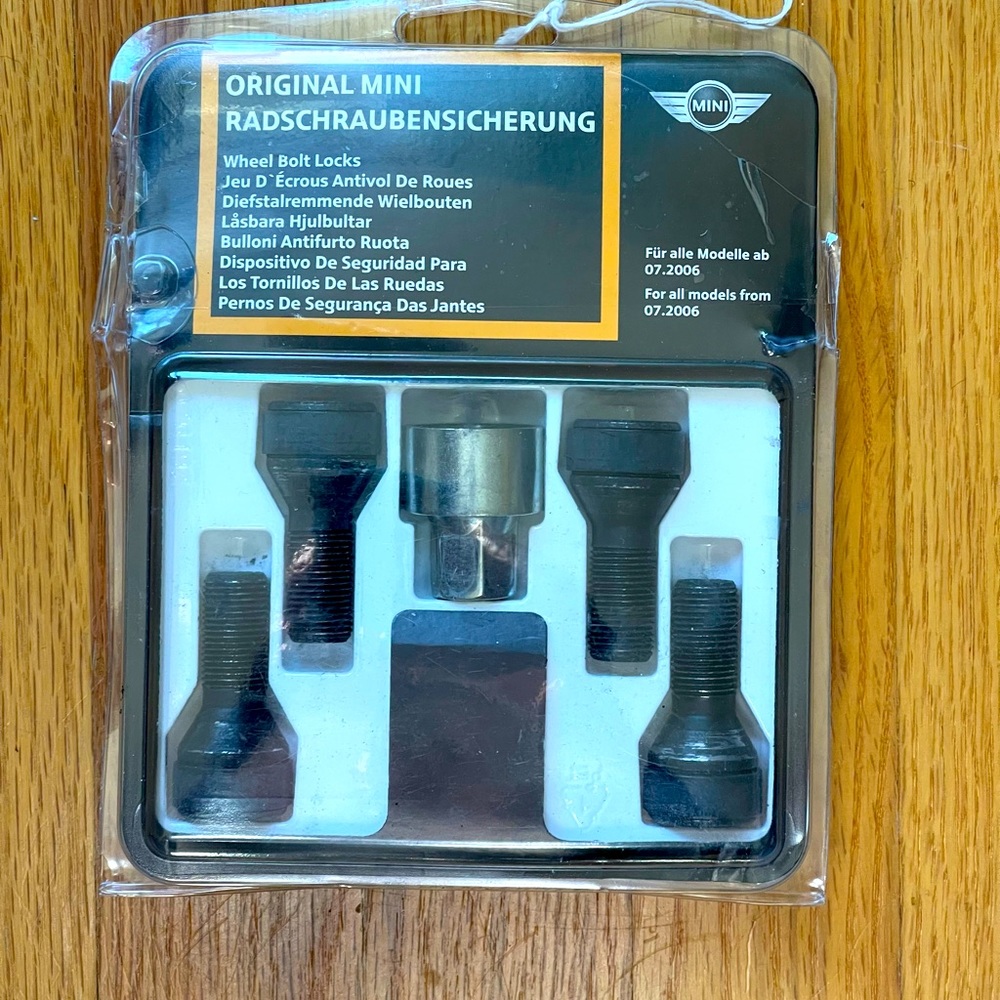 ORIGINAL MINI
RADSCHRAUBENSICHERUNG
Wheel Bolt Locks
Jeu D`Écrous Antivol De Roues
Diefstalremmende Wielbouten
Låsbara Hjulbultar
Bulloni Antifurto Ruota
Dispositivo De Seguridad Para
Los Tornillos De Las Ruedas
Pernos De Segurança Das Jantes
MINI
Für alle Modelle ab
07.2006
For all models from
07.2006